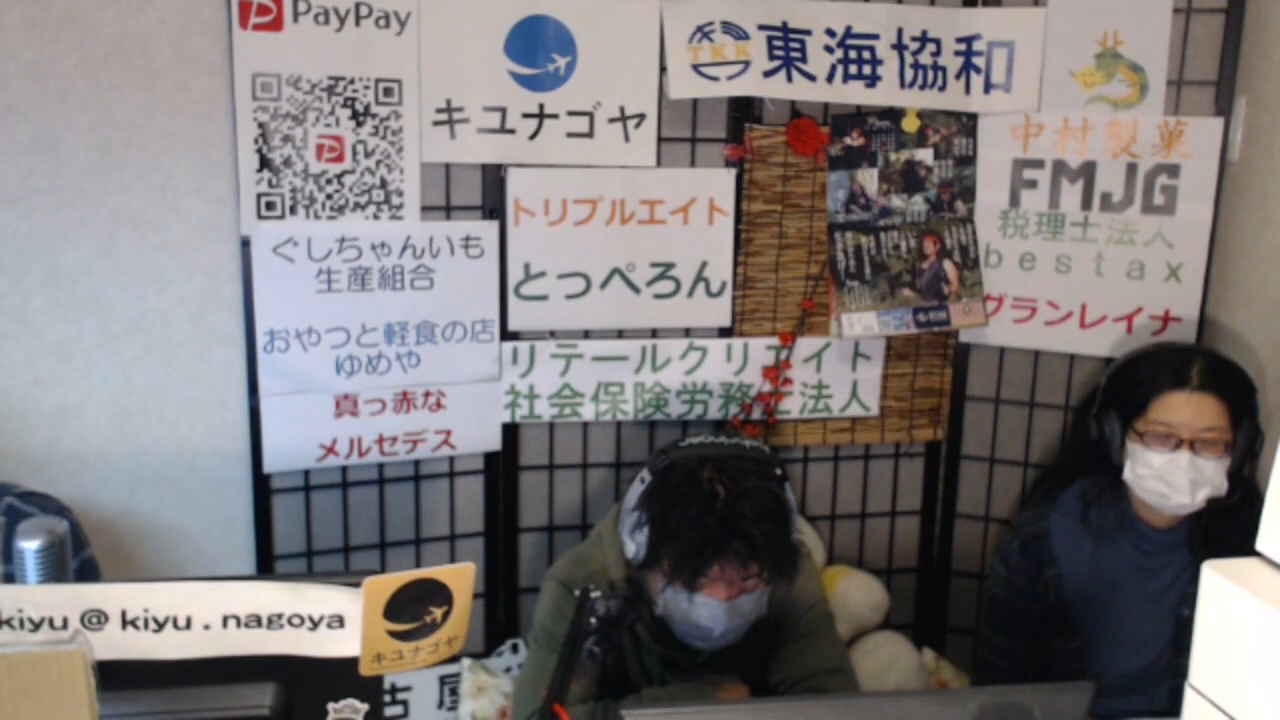 PayPay
キユナゴヤ
TKK 東海協和
中村製菓
FMJG
税理士法人
bestax
グランレイナ
トリプルエイト
とっぺろん
ぐしちゃんいも
生産組合
おやつと軽食の店
ゆめや
真っ赤な
メルセデス
リテールクリエイト
社会保険労務士法人
kiyu @ kiyu . nagoya
キユナゴヤ
古屋